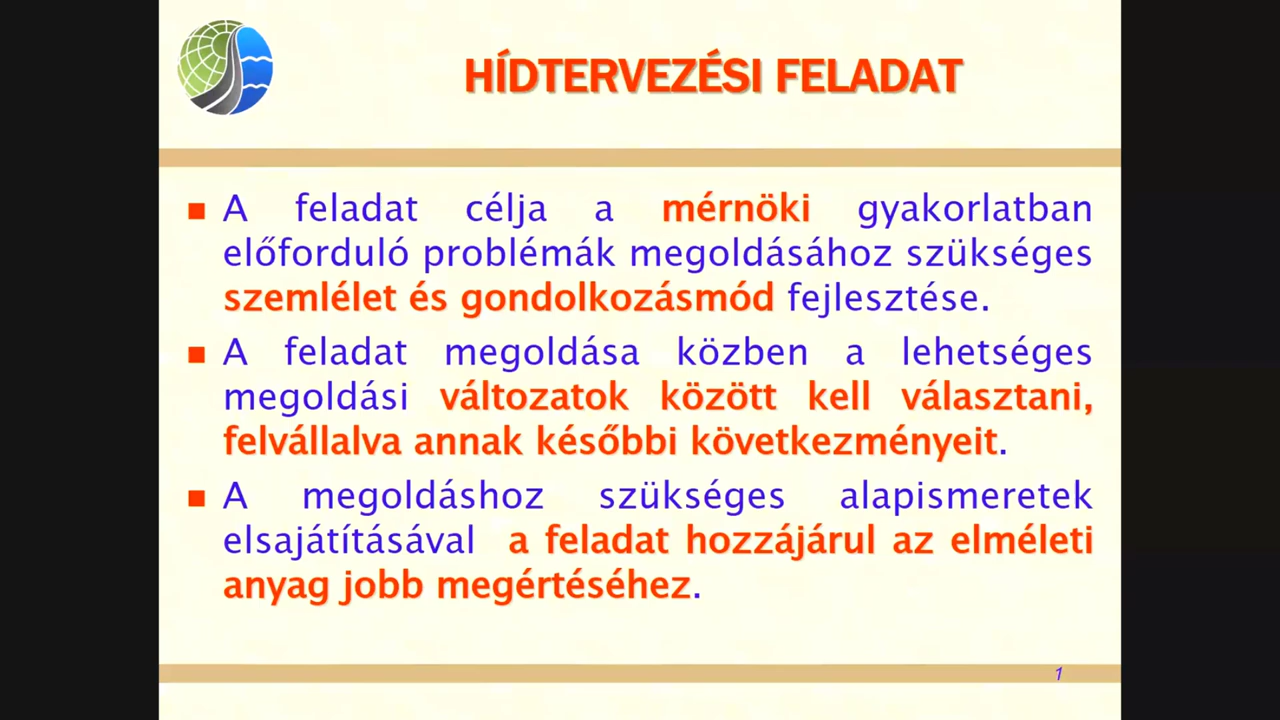 HÍDTERVEZÉSI FELADAT
A feladat célja a mérnöki gyakorlatban
előforduló problémák megoldásához szükséges
szemlélet és gondolkozásmód fejlesztése.
A feladat megoldása közben a lehetséges
megoldási változatok között kell választani,
felvállalva annak későbbi következményeit.
A megoldáshoz szükséges alapismeretek
elsajátításával a feladat hozzájárul az elméleti
anyag jobb megértéséhez.
1